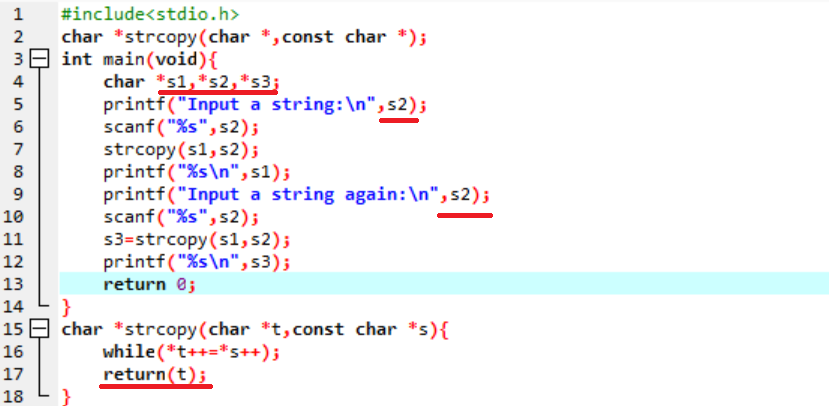 1 #include<stdio.h>
2 char *strcopy(char *,const char *);
3 int main(void){
4 char *s1,*s2,*s3;
5 printf("Input a string:\n",s2);
6 scanf("%s",s2);
7 strcopy(s1,s2);
8 printf("%s\n",s1);
9 printf("Input a string again:\n",s2);
10 scanf("%s",s2);
11 s3=strcopy(s1,s2);
12 printf("%s\n",s3);
13 return 0;
14 }
15 char *strcopy(char *t,const char *s){
16 while(*t++=*s++);
17 return(t);
18 }